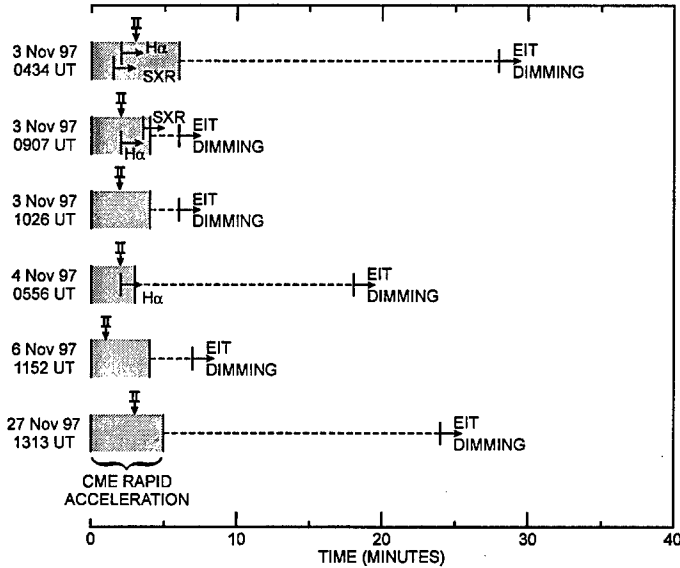 II
3 Nov 97
0434 UT
Hα
SXR
EIT
DIMMING
II
3 Nov 97
0907 UT
SXR
Hα
EIT
DIMMING
II
3 Nov 97
1026 UT
EIT
DIMMING
II
4 Nov 97
0556 UT
Hα
EIT
DIMMING
II
6 Nov 97
1152 UT
EIT
DIMMING
II
27 Nov 97
1313 UT
EIT
DIMMING
CME RAPID
ACCELERATION
0 10 20 30 40
TIME (MINUTES)